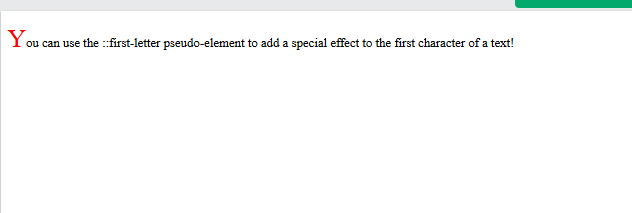 You can use the ::first-letter pseudo-element to add a special effect to the first character of a text!